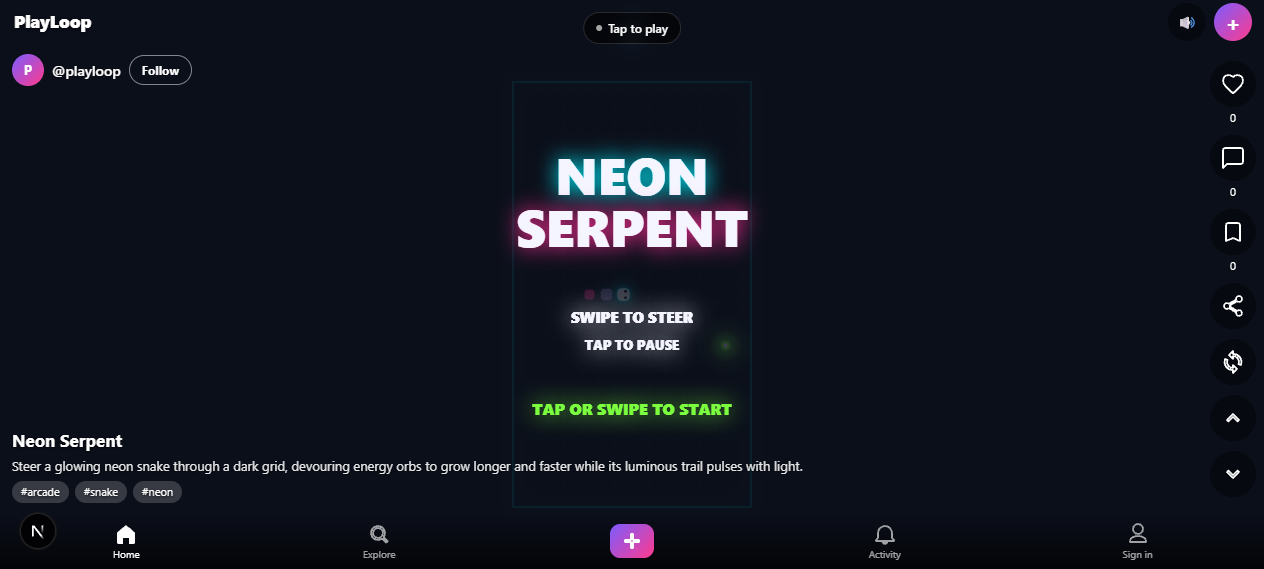 PlayLoop
Tap to play
+
P @playloop Follow
0
0
0
NEON
SERPENT
SWIPE TO STEER
TAP TO PAUSE
TAP OR SWIPE TO START
Neon Serpent
Steer a glowing neon snake through a dark grid, devouring energy orbs to grow longer and faster while its luminous trail pulses with light.
#arcade #snake #neon
N
Home Explore + Activity Sign in